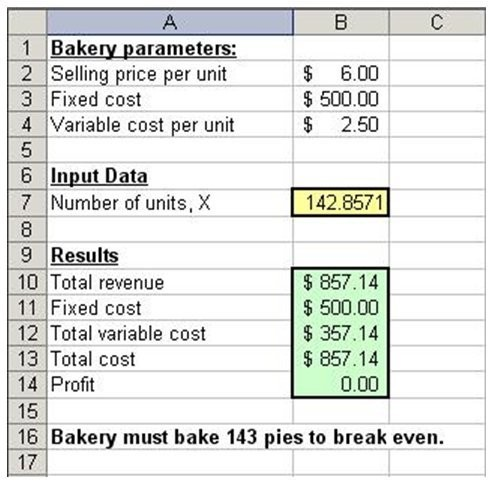 A B C
1 Bakery parameters:
2 Selling price per unit $ 6.00
3 Fixed cost $ 500.00
4 Variable cost per unit $ 2.50
5
6 Input Data
7 Number of units, X 142.8571
8
9 Results
10 Total revenue $ 857.14
11 Fixed cost $ 500.00
12 Total variable cost $ 357.14
13 Total cost $ 857.14
14 Profit 0.00
15
16 Bakery must bake 143 pies to break even.
17